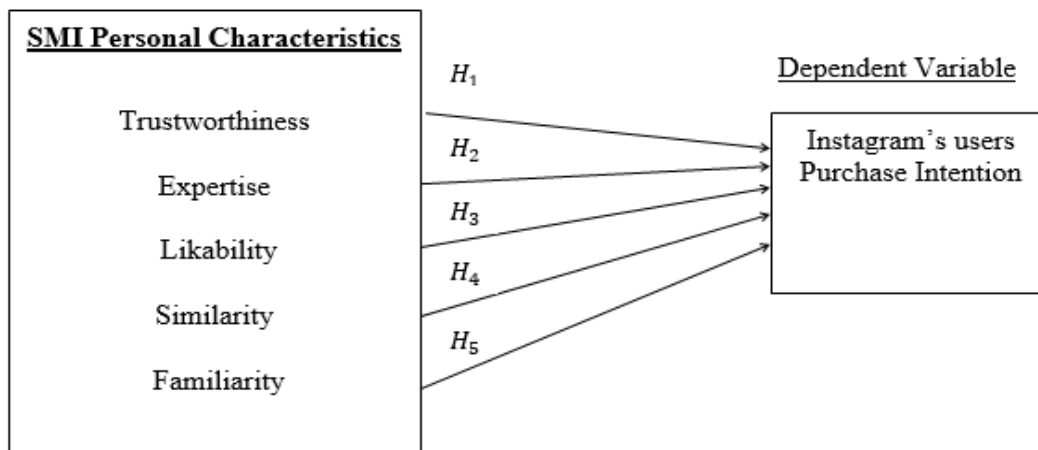 SMI Personal Characteristics
Trustworthiness
Expertise
Likability
Similarity
Familiarity
H₁
H₂
H₃
H₄
H₅
Dependent Variable
Instagram's users
Purchase Intention